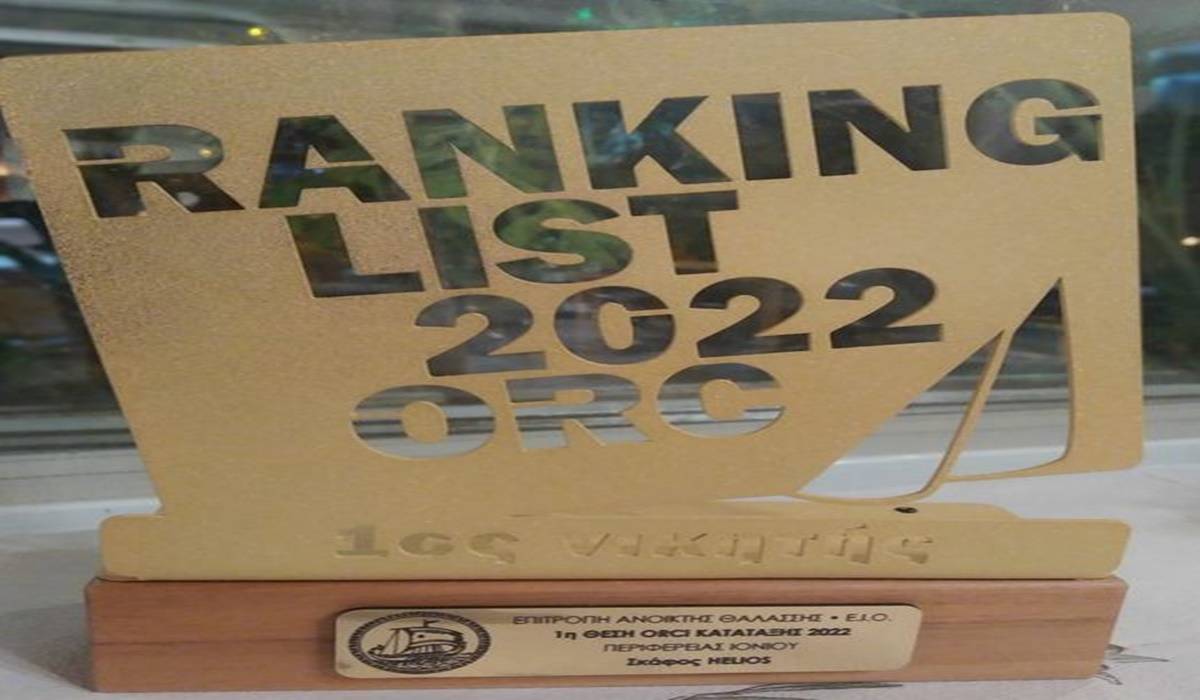 RANKING
LIST
2022
ORC
1ος νικητής
ΕΠΙΤΡΟΠΗ ΑΝΟΙΚΤΗΣ ΘΑΛΑΣΣΗΣ • Ε.Ι.Ο.
1η ΘΕΣΗ ORCI ΚΑΤΑΤΑΞΗΣ 2022
ΠΕΡΙΦΕΡΕΙΑΣ ΙΟΝΙΟΥ
Σκάφος HELIOS